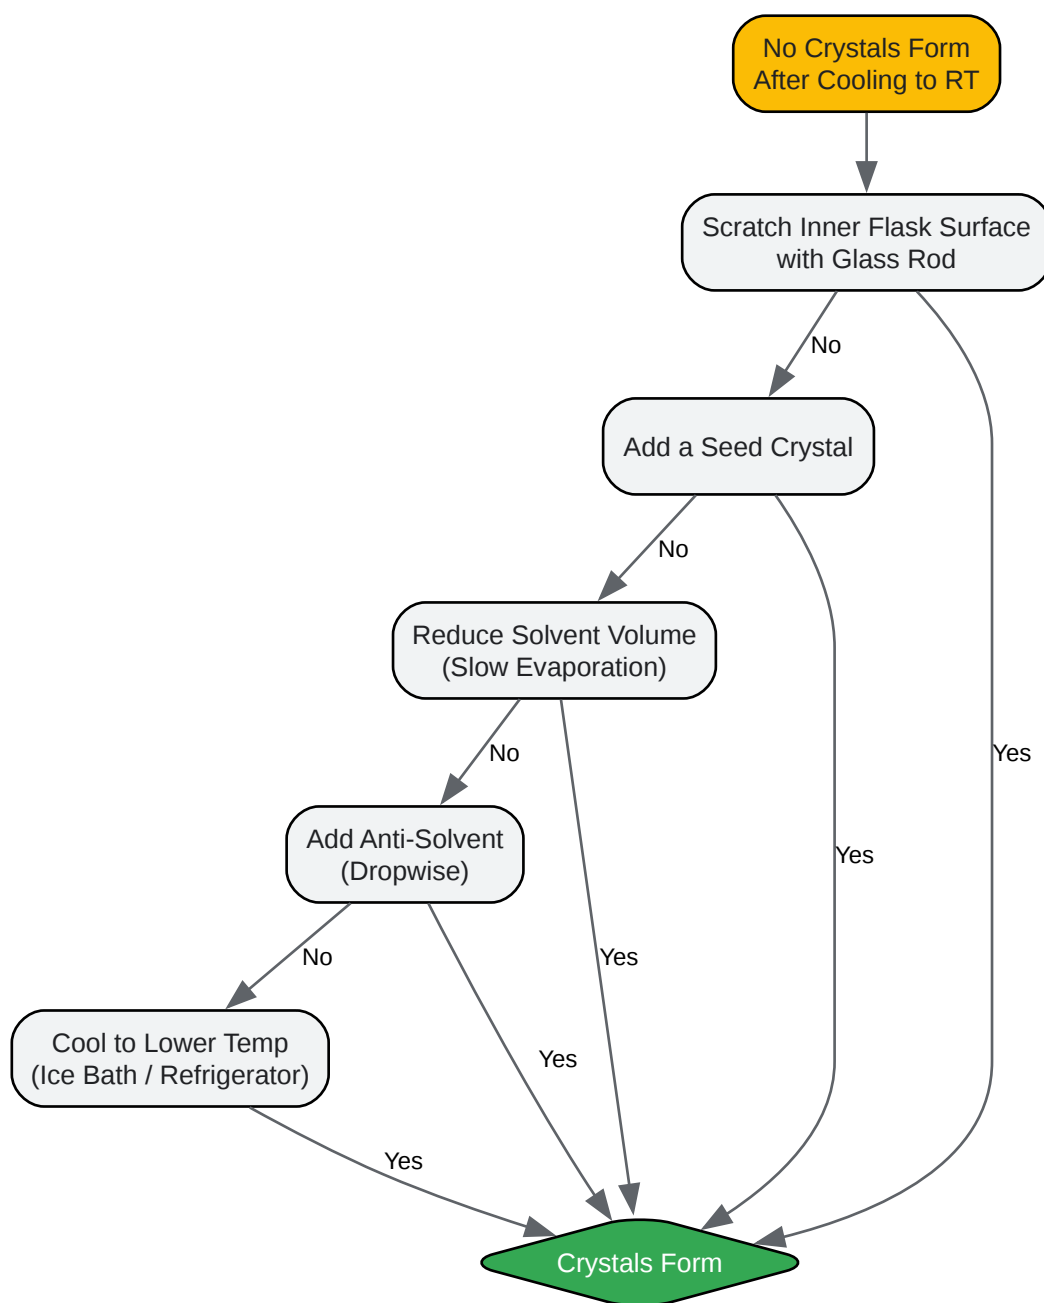 No Crystals Form
After Cooling to RT
Scratch Inner Flask Surface
with Glass Rod
No
Add a Seed Crystal
No
Reduce Solvent Volume
(Slow Evaporation)
No
Yes
Add Anti-Solvent
(Dropwise)
Yes
No
Yes
Cool to Lower Temp
(Ice Bath / Refrigerator)
Yes
Yes
Crystals Form